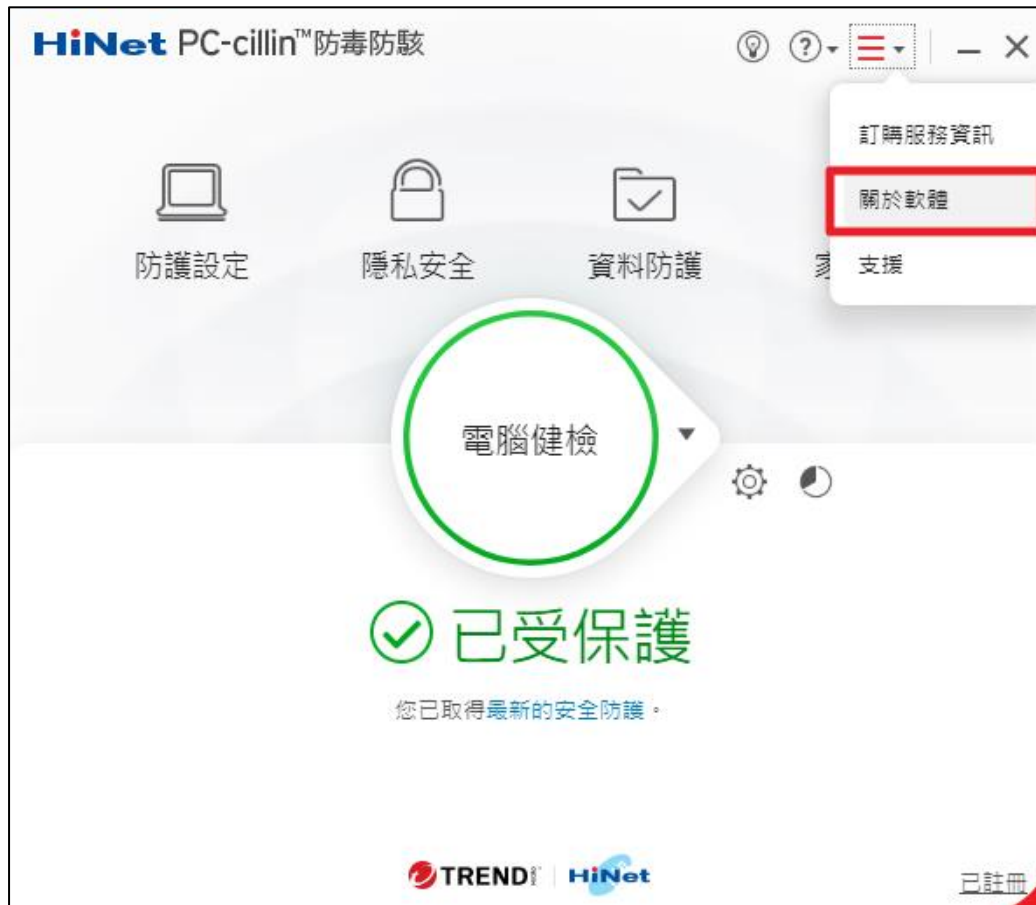 HiNet PC-cillin™防毒防駭
訂購服務資訊
關於軟體
支援
防護設定
隱私安全
資料防護
電腦健檢
已受保護
您已取得最新的安全防護。
TREND
HiNet
已註冊